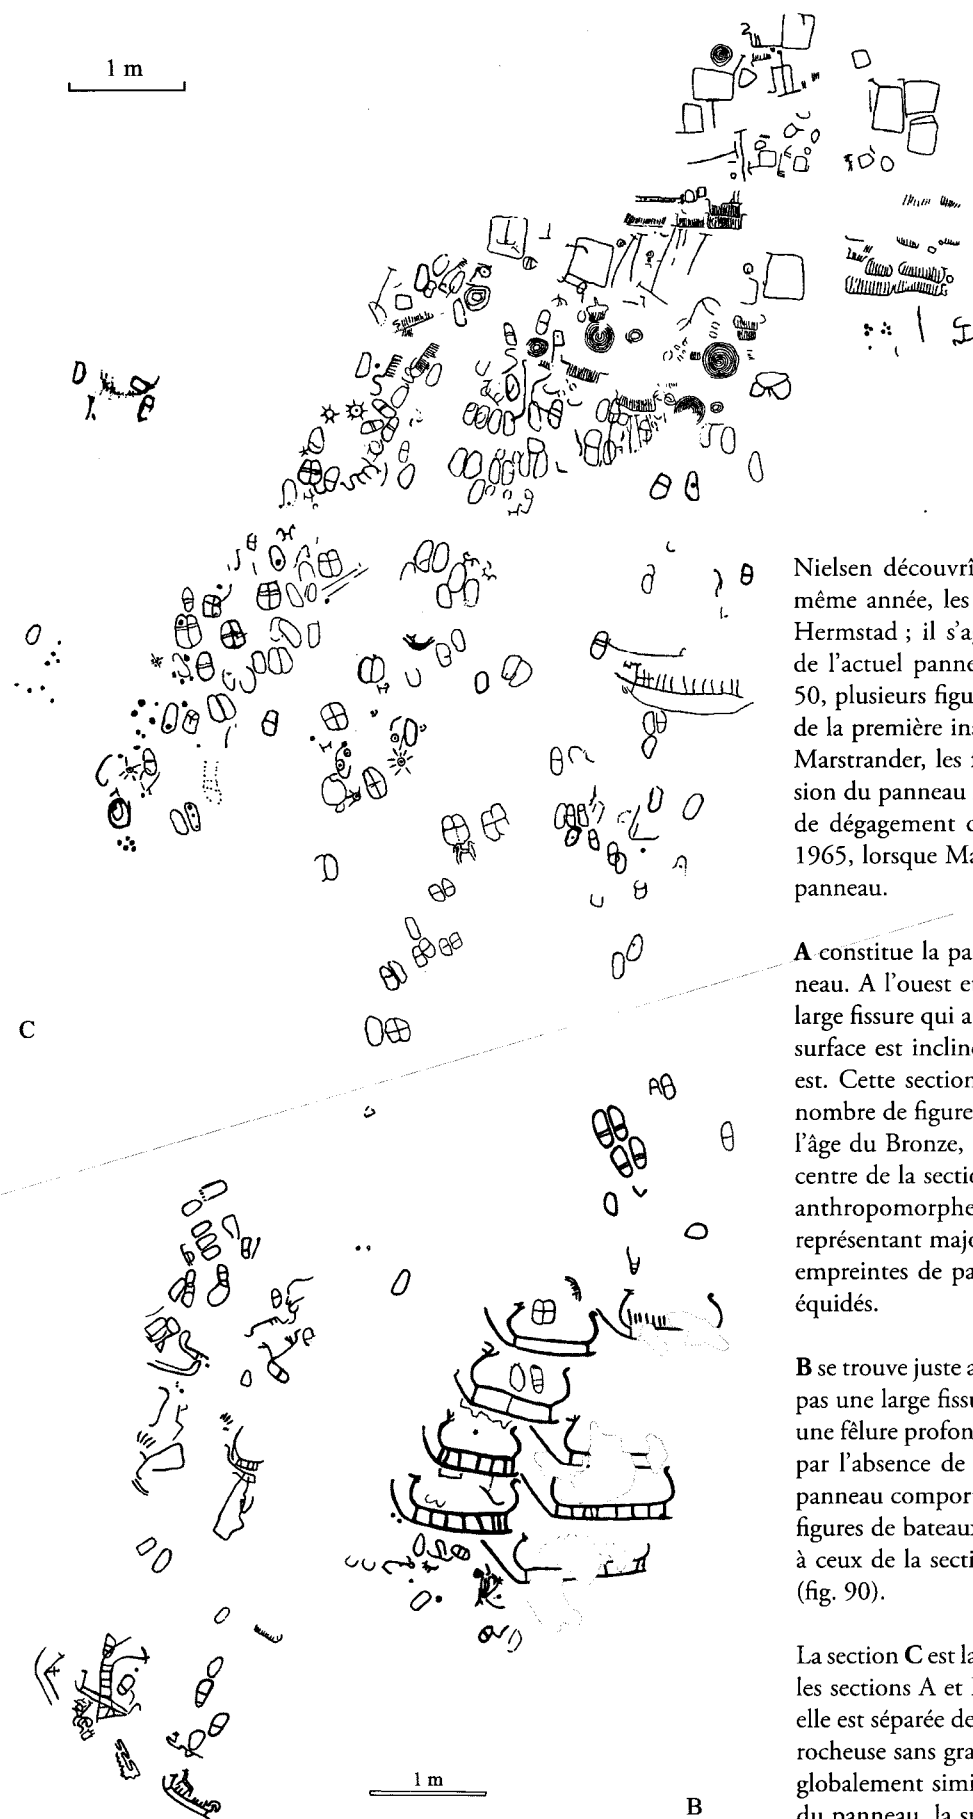 1 m
Nielsen découvrî
même année, les
Hermstad ; il s'a
de l'actuel panne
50, plusieurs figu
de la première in
Marstrander, les
sion du panneau
de dégagement
1965, lorsque Ma
panneau.
A constitue la pa
neau. A l'ouest e
large fissure qui a
surface est incline
est. Cette section
nombre de figure
l'âge du Bronze,
centre de la sectio
anthropomorphe
représentant majo
empreintes de pa
équidés.
B se trouve juste a
pas une large fissu
une fêlure profon
par l'absence de
panneau compor
figures de bateaux
à ceux de la secti
(fig. 90).
La section C est la
les sections A et
elle est séparée de
rocheuse sans gra
globalement simi
du panneau, la su
C
1 m
B